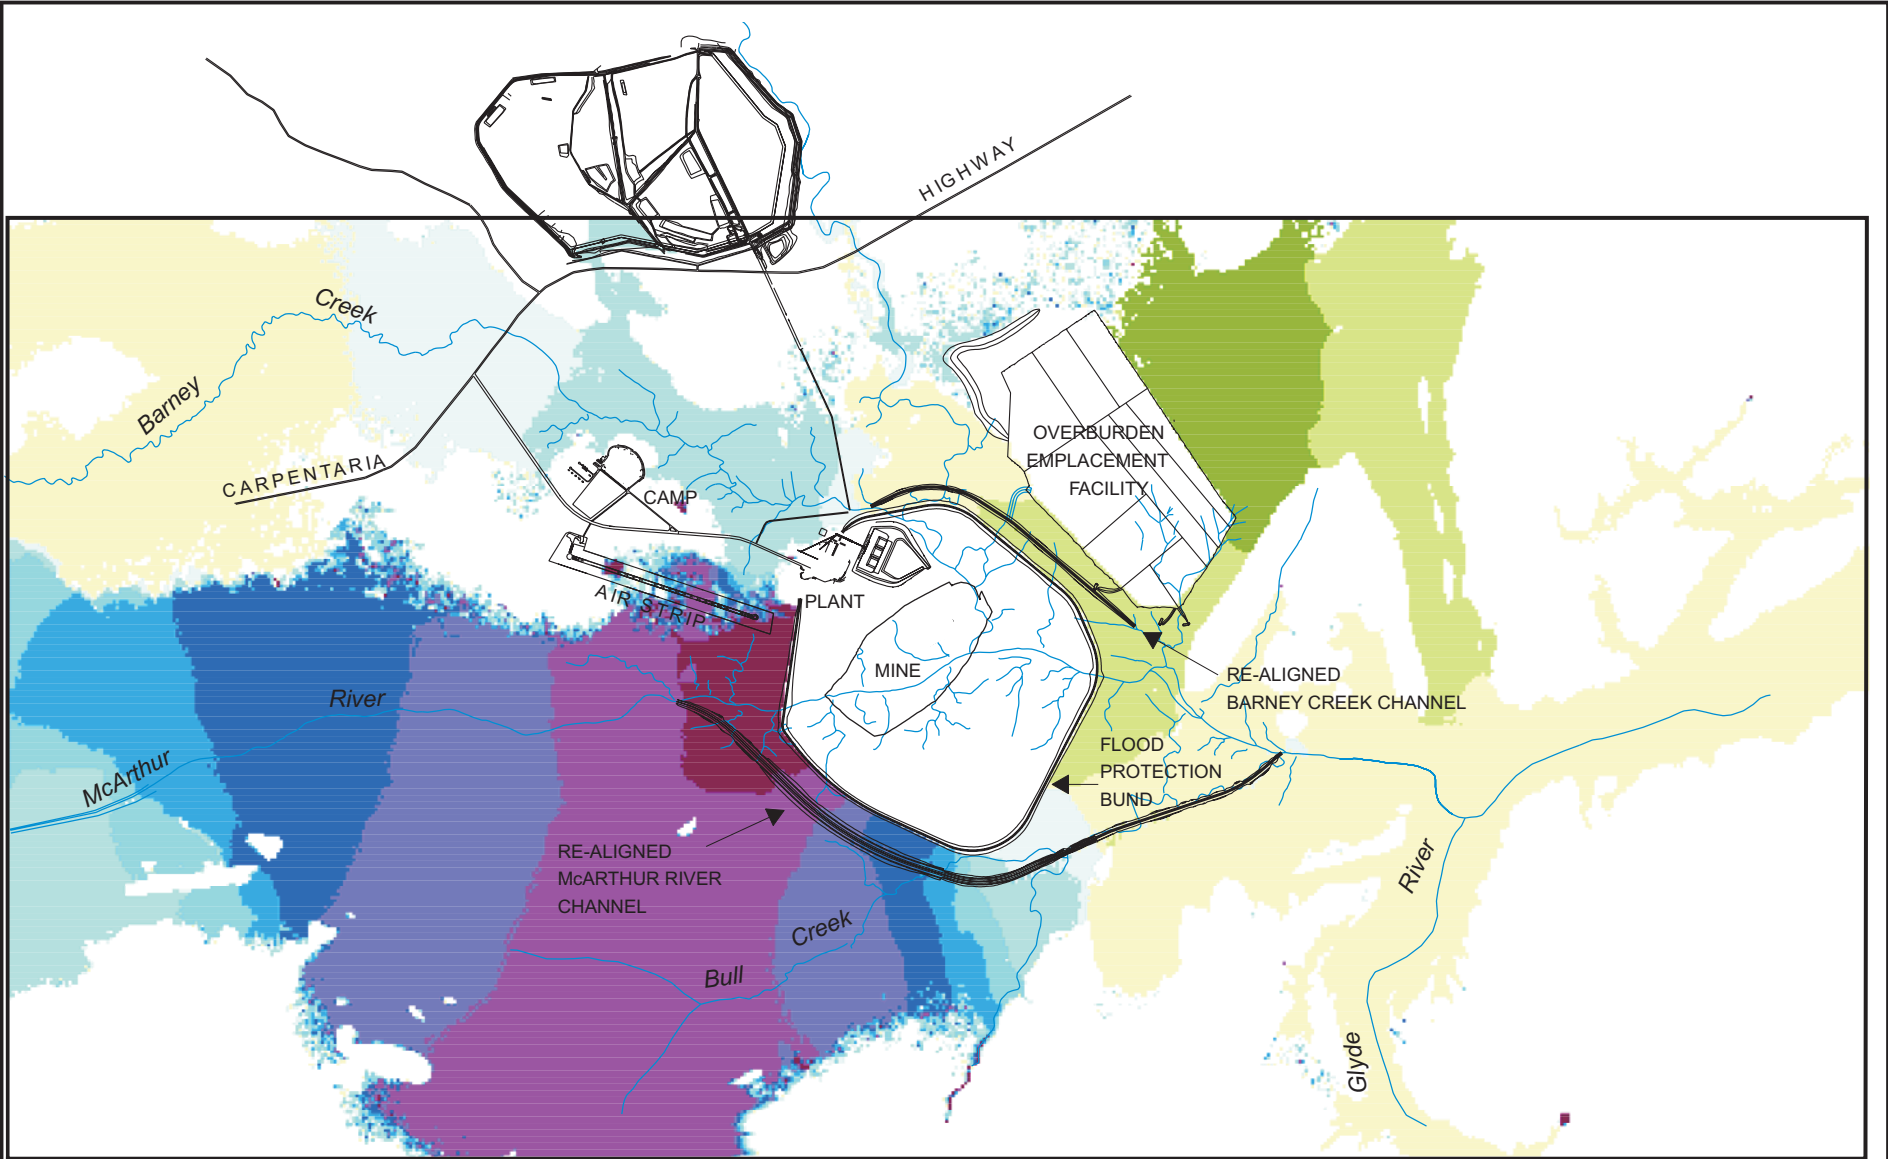 HIGHWAY
Creek
Barney
CARPENTARIA
OVERBURDEN
EMPLACEMENT
FACILITY
CAMP
AIR STRIP
PLANT
MINE
RE-ALIGNED
BARNEY CREEK CHANNEL
River
McArthur
FLOOD
PROTECTION
BUND
RE-ALIGNED
McARTHUR RIVER
CHANNEL
Creek
Bull
River
Glyde